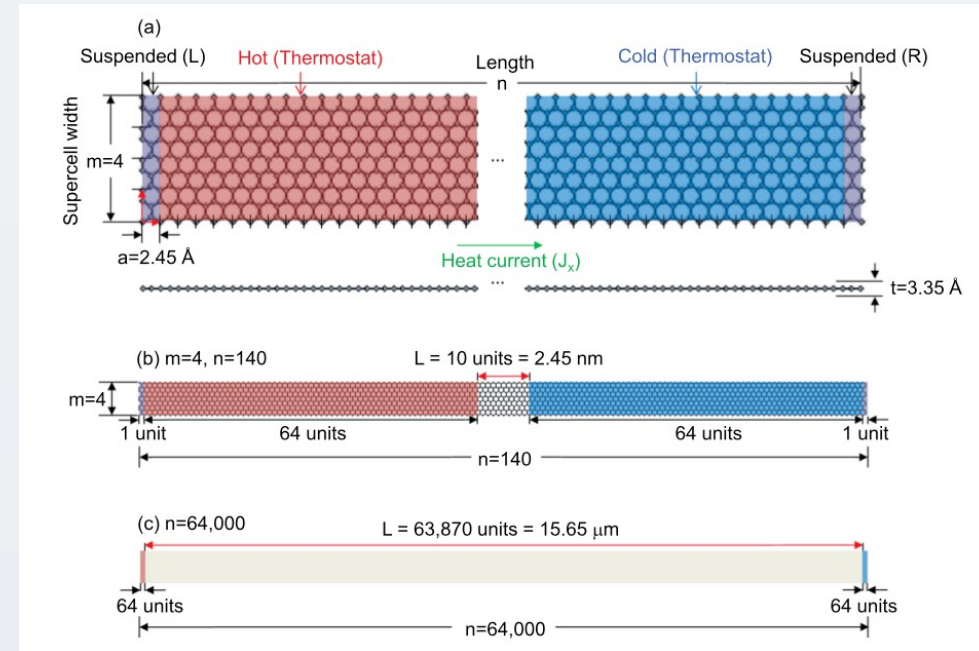 (a)
Suspended (L)
Hot (Thermostat)
Length
n
Cold (Thermostat)
Suspended (R)
Supercell width
m=4
...
a=2.45 Å
Heat current (Jₓ)
...
t=3.35 Å
(b) m=4, n=140
L = 10 units = 2.45 nm
m=4
1 unit
64 units
64 units
1 unit
n=140
(c) n=64,000
L = 63,870 units = 15.65 μm
64 units
64 units
n=64,000